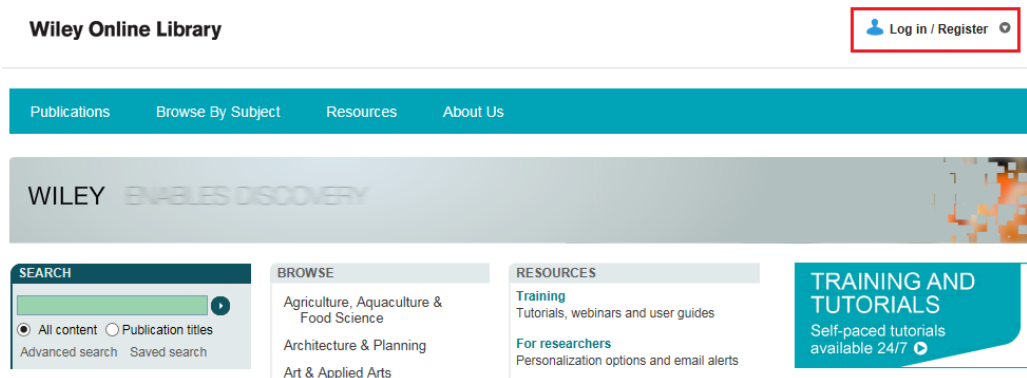 Wiley Online Library
Log in / Register
Publications Browse By Subject Resources About Us
WILEY ENABLES DISCOVERY
SEARCH
All content Publication titles
Advanced search Saved search
BROWSE
Agriculture, Aquaculture &
Food Science
Architecture & Planning
Art & Applied Arts
RESOURCES
Training
Tutorials, webinars and user guides
For researchers
Personalization options and email alerts
TRAINING AND
TUTORIALS
Self-paced tutorials
available 24/7